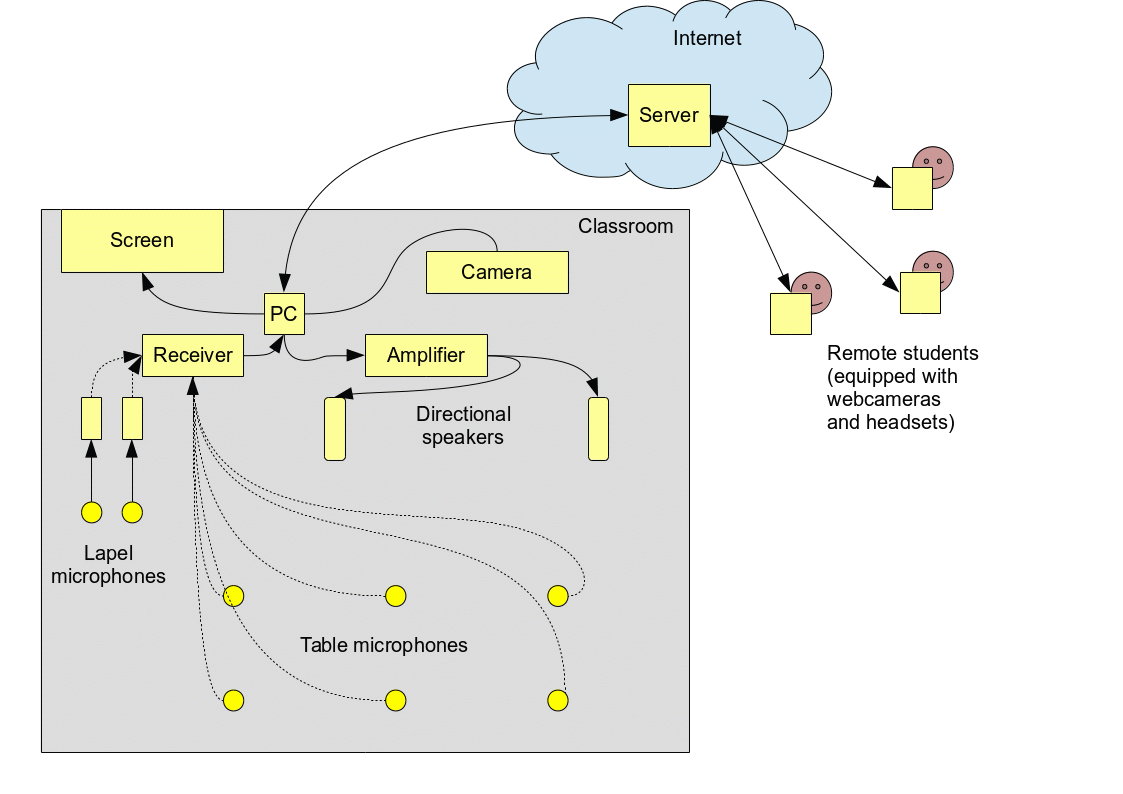 Internet
Server
Classroom
Screen
Camera
PC
Receiver
Amplifier
Remote students
(equipped with
webcameras
and headsets)
Directional
speakers
Lapel
microphones
Table microphones